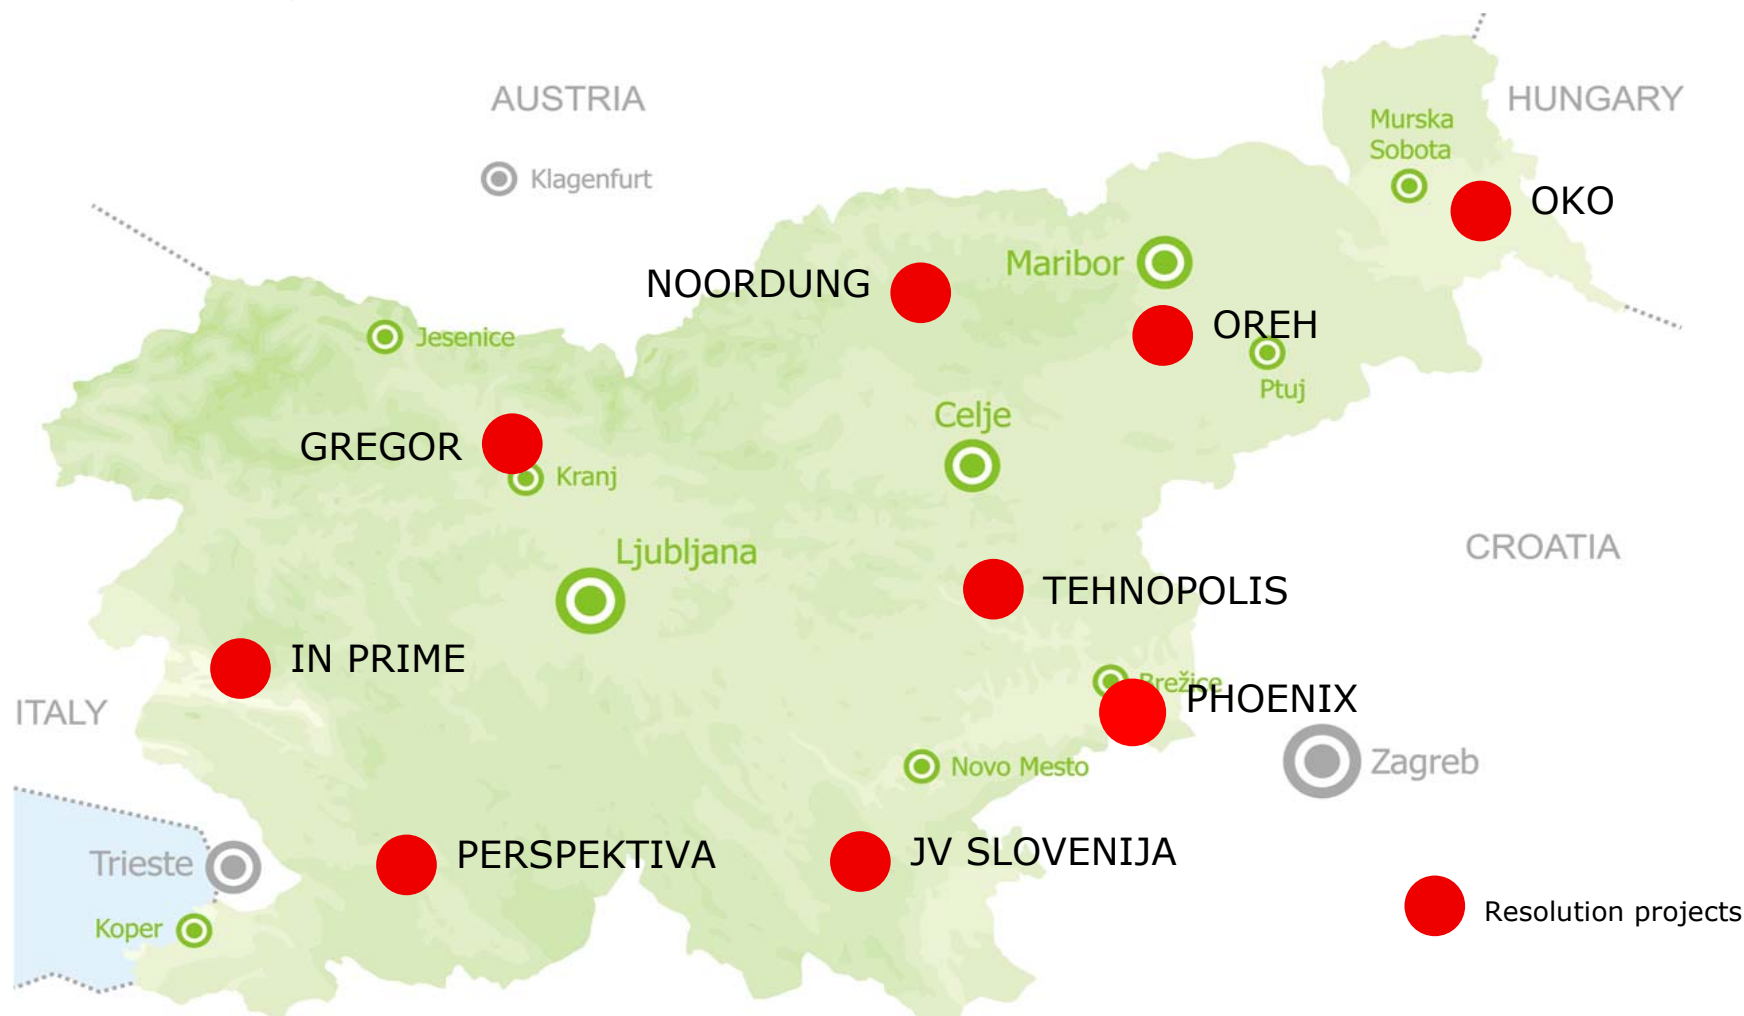 AUSTRIA
HUNGARY
Murska
Sobota
Klagenfurt
OKO
Maribor
NOORDUNG
OREH
Jesenice
Ptuj
Celje
GREGOR
Kranj
CROATIA
Ljubljana
TEHNOPOLIS
IN PRIME
Brežice
PHOENIX
ITALY
Zagreb
Novo Mesto
Trieste
PERSPEKTIVA
JV SLOVENIJA
Koper
Resolution projects